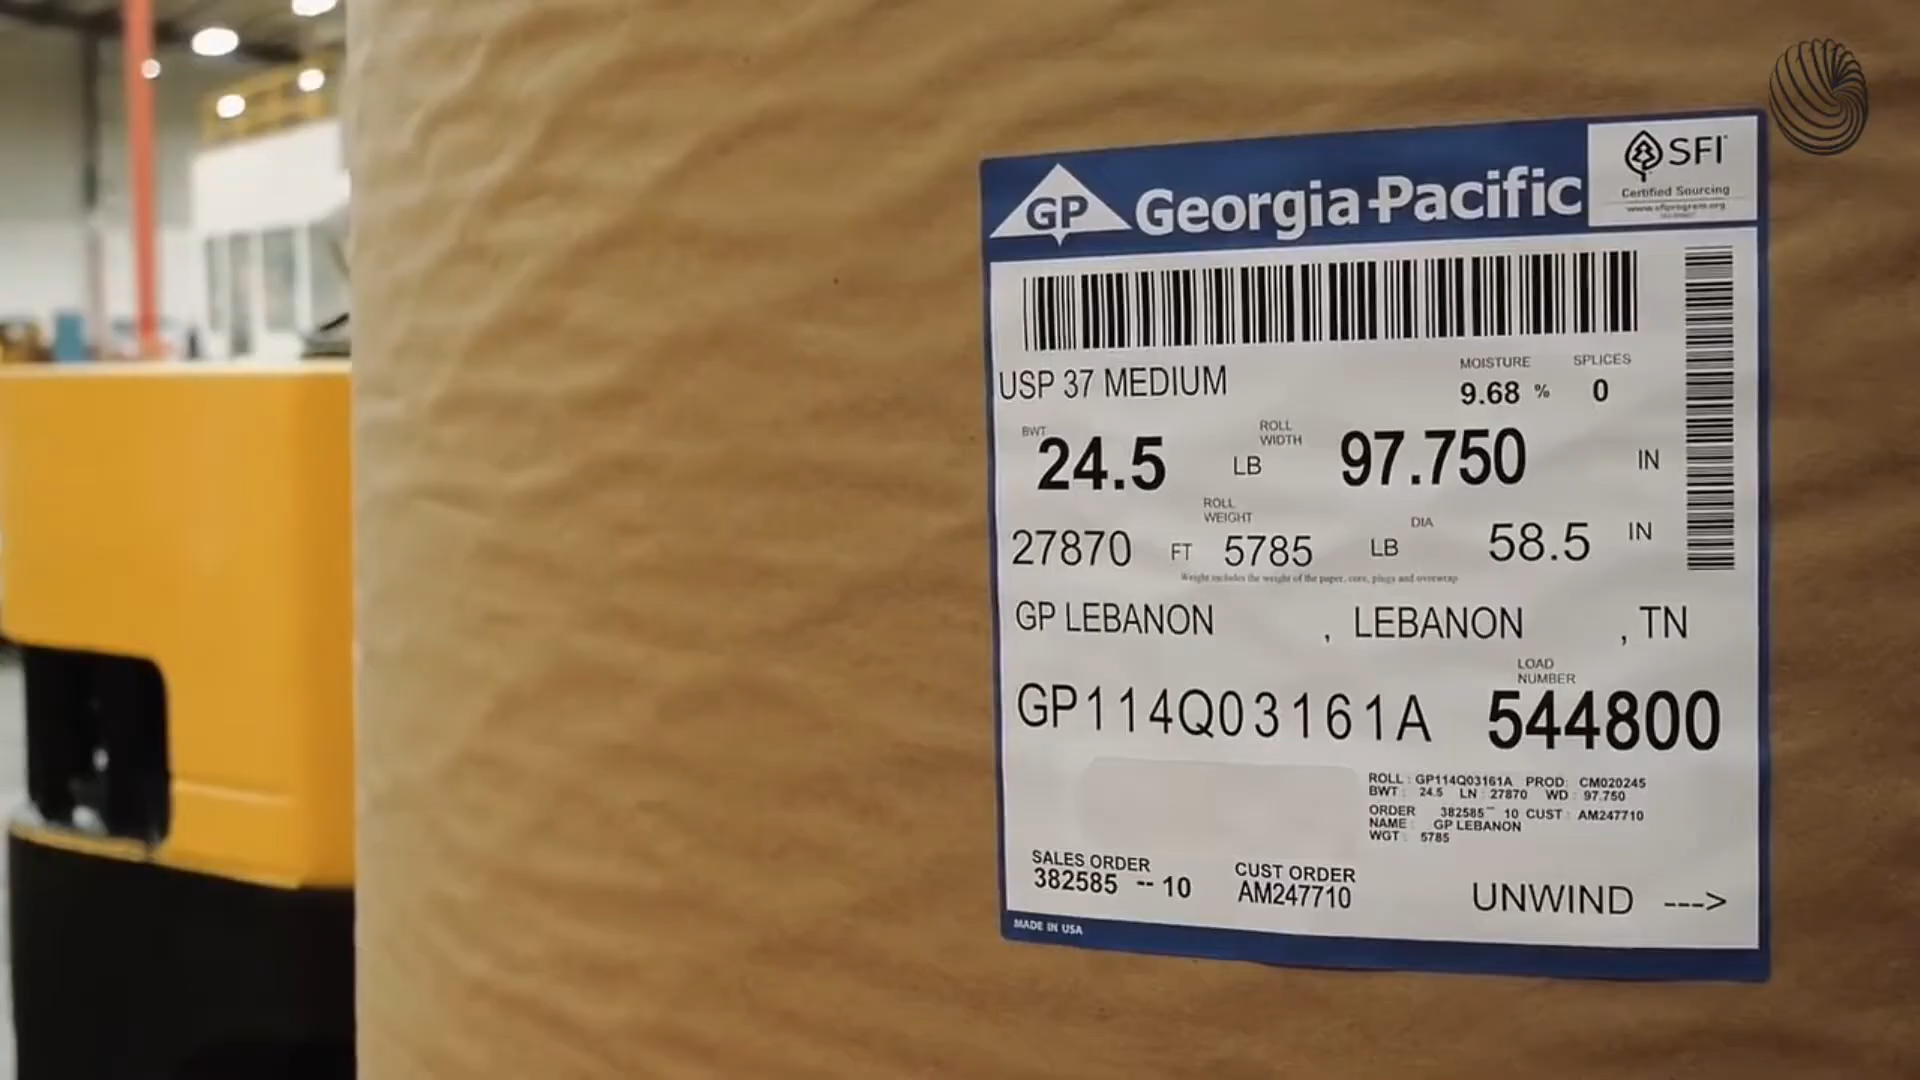 GP Georgia-Pacific
SFI
Certified Sourcing
www.sfiprogram.org
USP 37 MEDIUM
MOISTURE
9.68 %
SPLICES
0
BWT
24.5 LB
ROLL
WIDTH
97.750 IN
27870 FT
ROLL
WEIGHT
5785 LB
DIA
58.5 IN
Weight includes the weight of the paper, core, plugs and overwrap
GP LEBANON , LEBANON , TN
GP114Q03161A
LOAD
NUMBER
544800
ROLL : GP114Q03161A PROD: CM020245
BWT : 24.5 LN : 27870 WD : 97.750
ORDER 382585-- 10 CUST : AM247710
NAME : GP LEBANON
WGT : 5785
SALES ORDER
382585 -- 10
CUST ORDER
AM247710
UNWIND --->
MADE IN USA